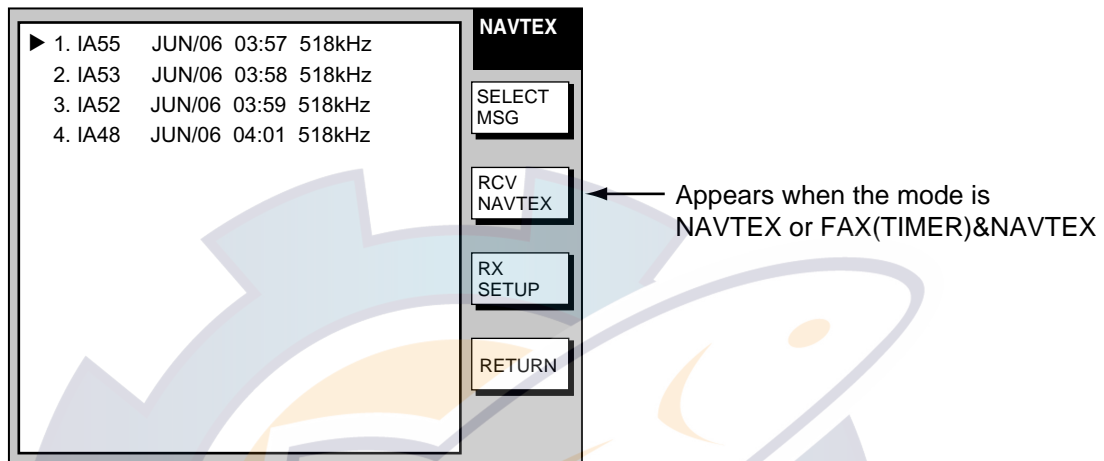 ▶ 1. IA55 JUN/06 03:57 518kHz
2. IA53 JUN/06 03:58 518kHz
3. IA52 JUN/06 03:59 518kHz
4. IA48 JUN/06 04:01 518kHz
NAVTEX
SELECT
MSG
RCV
NAVTEX
RX
SETUP
RETURN
Appears when the mode is
NAVTEX or FAX(TIMER)&NAVTEX